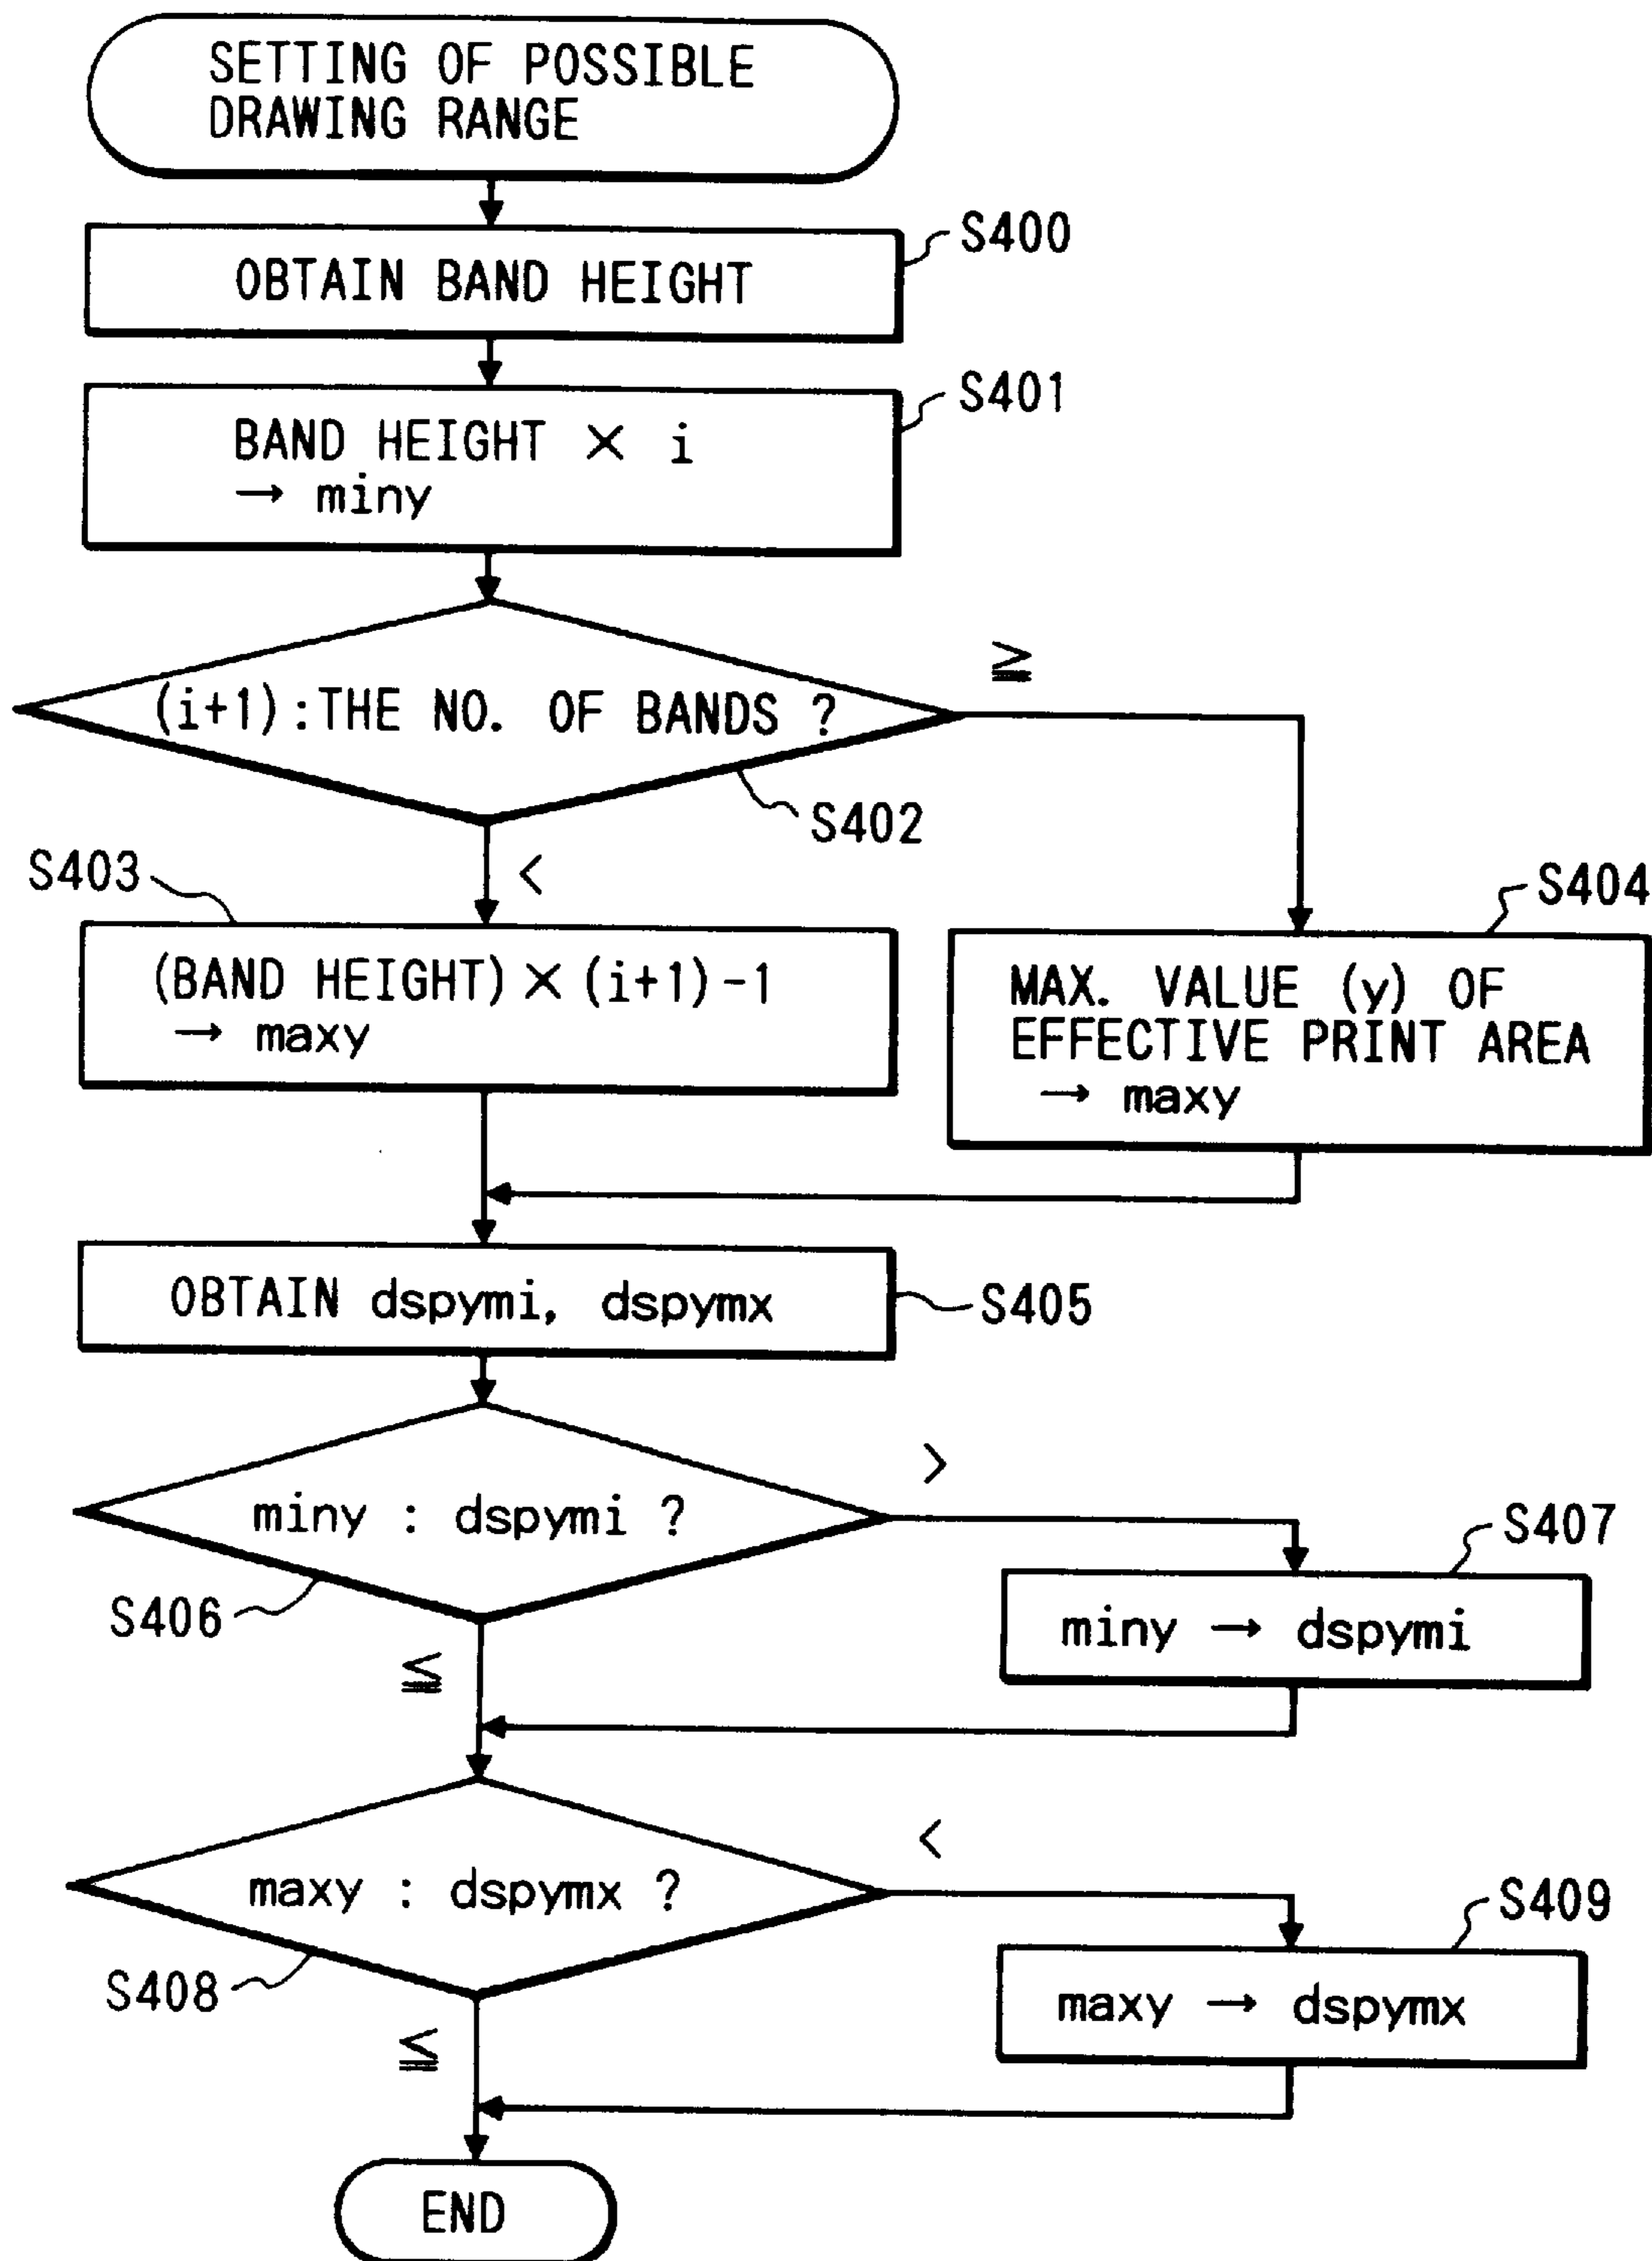 SETTING OF POSSIBLE
DRAWING RANGE
S400
OBTAIN BAND HEIGHT
S401
BAND HEIGHT × i
→ miny
≧
(i+1):THE NO. OF BANDS ?
S402
<
S403
(BAND HEIGHT)×(i+1)-1
→ maxy
S404
MAX. VALUE (y) OF
EFFECTIVE PRINT AREA
→ maxy
OBTAIN dspymi, dspymx
S405
>
miny : dspymi ?
S406
≦
S407
miny → dspymi
<
maxy : dspymx ?
S408
≦
S409
maxy → dspymx
END